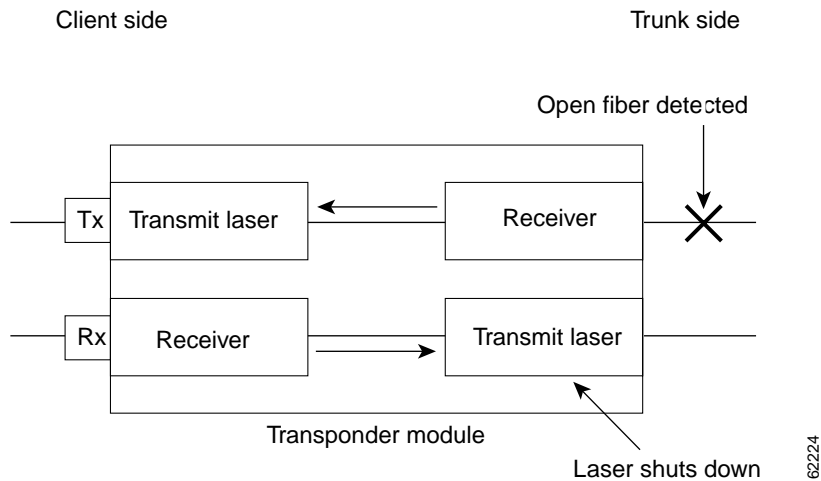 Client side
Trunk side
Open fiber detected
Tx
Transmit laser
Receiver
Rx
Receiver
Transmit laser
Transponder module
Laser shuts down
62224